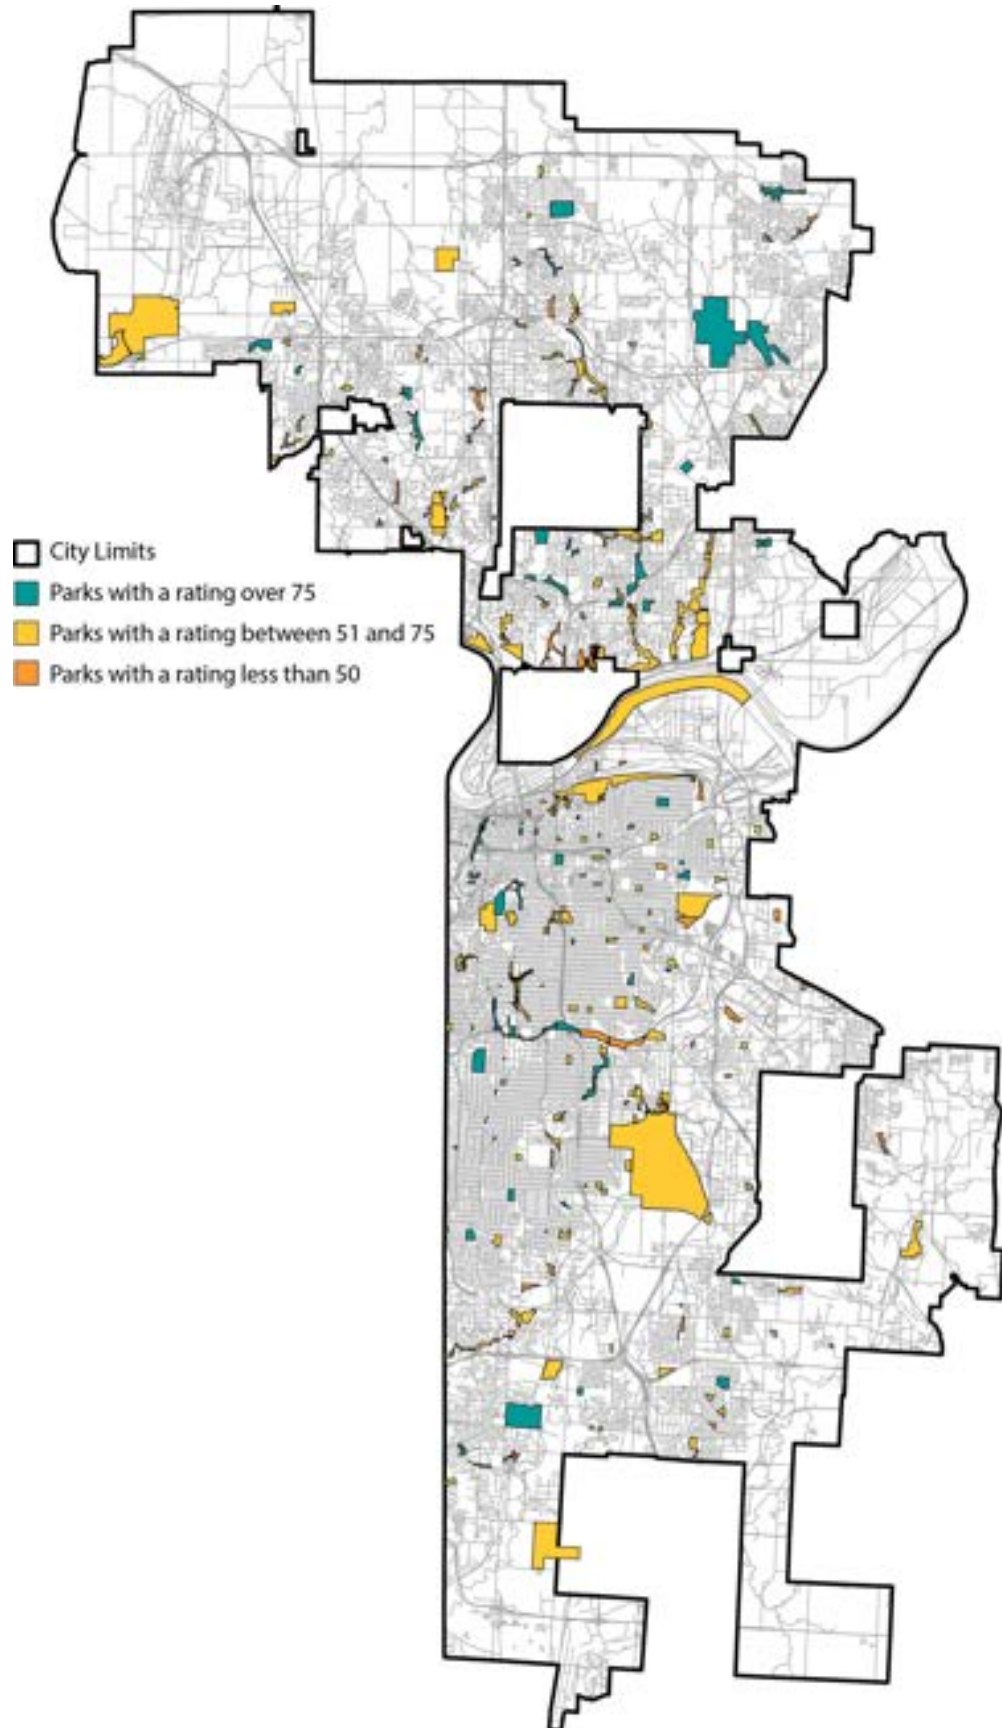 City Limits
Parks with a rating over 75
Parks with a rating between 51 and 75
Parks with a rating less than 50